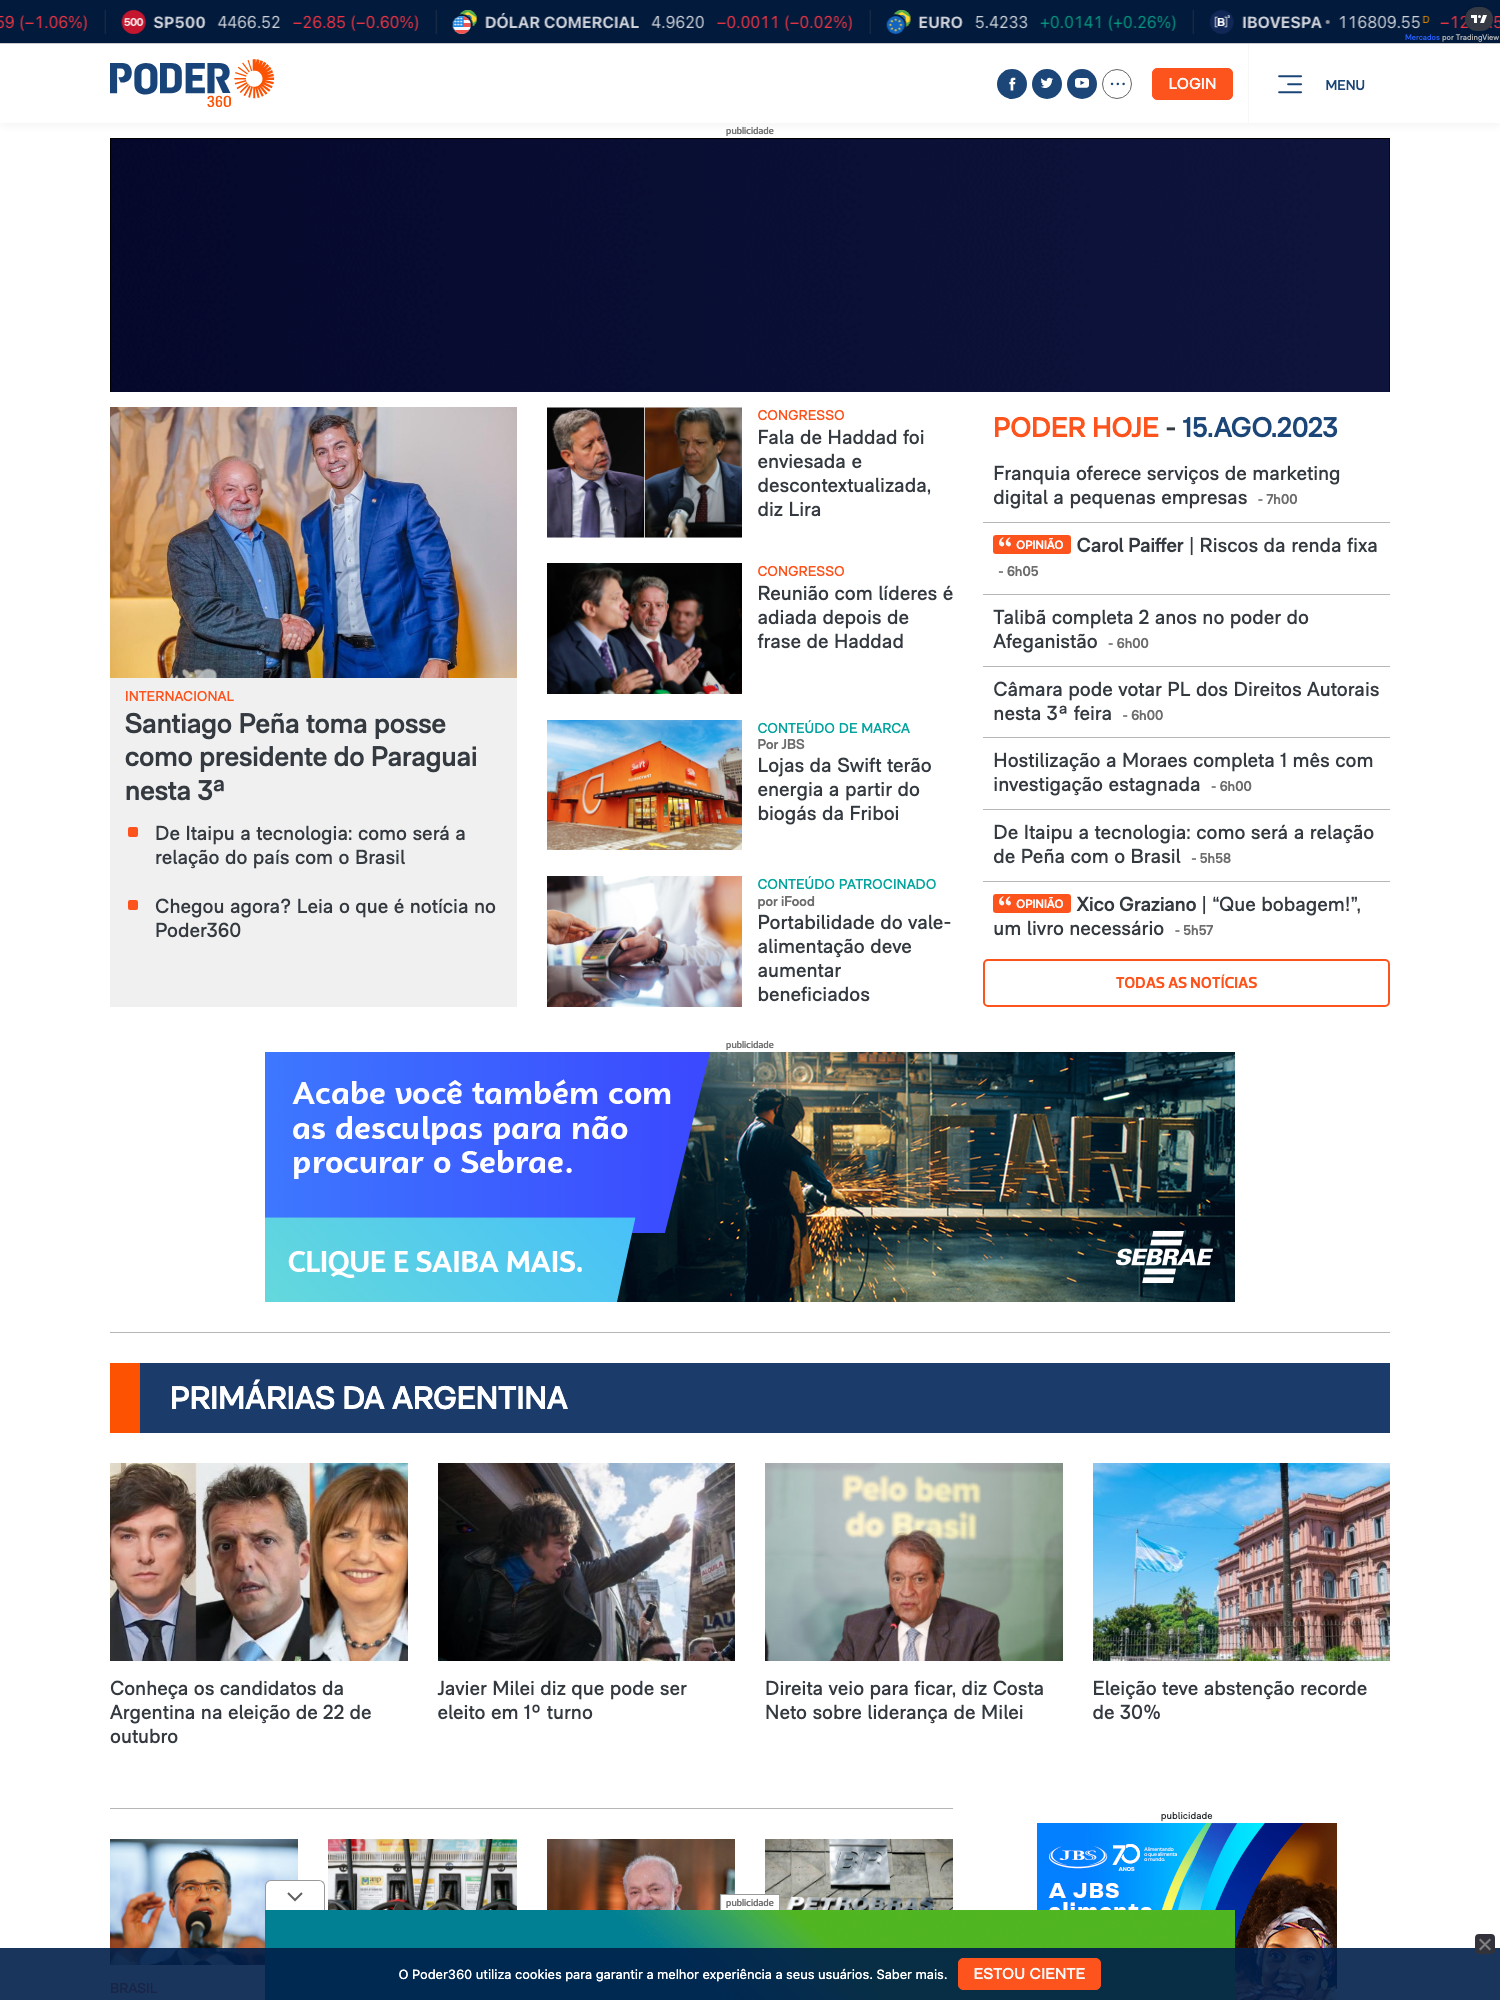 59 (−1.06%)
500 SP500 4466.52 −26.85 (−0.60%)
DÓLAR COMERCIAL 4.9620 −0.0011 (−0.02%)
EURO 5.4233 +0.0141 (+0.26%)
IBOVESPA 116809.55 D
Mercados por TradingView
PODER
360
LOGIN
MENU
publicidade
INTERNACIONAL
Santiago Peña toma posse
como presidente do Paraguai
nesta 3ª
De Itaipu a tecnologia: como será a
relação do país com o Brasil
Chegou agora? Leia o que é notícia no
Poder360
CONGRESSO
Fala de Haddad foi
enviesada e
descontextualizada,
diz Lira
CONGRESSO
Reunião com líderes é
adiada depois de
frase de Haddad
CONTEÚDO DE MARCA
Por JBS
Lojas da Swift terão
energia a partir do
biogás da Friboi
CONTEÚDO PATROCINADO
por iFood
Portabilidade do vale-
alimentação deve
aumentar
beneficiados
PODER HOJE - 15.AGO.2023
Franquia oferece serviços de marketing
digital a pequenas empresas - 7h00
“ OPINIÃO Carol Paiffer | Riscos da renda fixa
- 6h05
Talibã completa 2 anos no poder do
Afeganistão - 6h00
Câmara pode votar PL dos Direitos Autorais
nesta 3ª feira - 6h00
Hostilização a Moraes completa 1 mês com
investigação estagnada - 6h00
De Itaipu a tecnologia: como será a relação
de Peña com o Brasil - 5h58
“ OPINIÃO Xico Graziano | “Que bobagem!”,
um livro necessário - 5h57
TODAS AS NOTÍCIAS
publicidade
Acabe você também com
as desculpas para não
procurar o Sebrae.
CLIQUE E SAIBA MAIS.
SEBRAE
PRIMÁRIAS DA ARGENTINA
Pelo bem
do Brasil
Conheça os candidatos da
Argentina na eleição de 22 de
outubro
Javier Milei diz que pode ser
eleito em 1º turno
Direita veio para ficar, diz Costa
Neto sobre liderança de Milei
Eleição teve abstenção recorde
de 30%
publicidade
JBS 70
ANOS
Alimentando
o que alimenta
o mundo.
A JBS
alimenta
BR
PETROBRAS
publicidade
BRASIL
O Poder360 utiliza cookies para garantir a melhor experiência a seus usuários. Saber mais.
ESTOU CIENTE